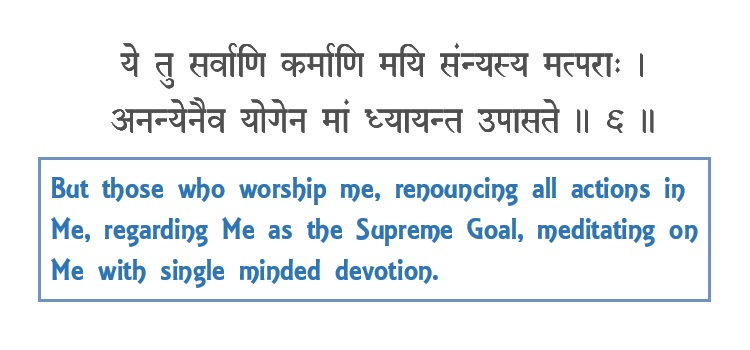 ये तु सर्वाणि कर्माणि मयि संन्यस्य मत्पराः ।
अनन्येनैव योगेन मां ध्यायन्त उपासते ॥ ६ ॥
But those who worship me, renouncing all actions in
Me, regarding Me as the Supreme Goal, meditating on
Me with single minded devotion.